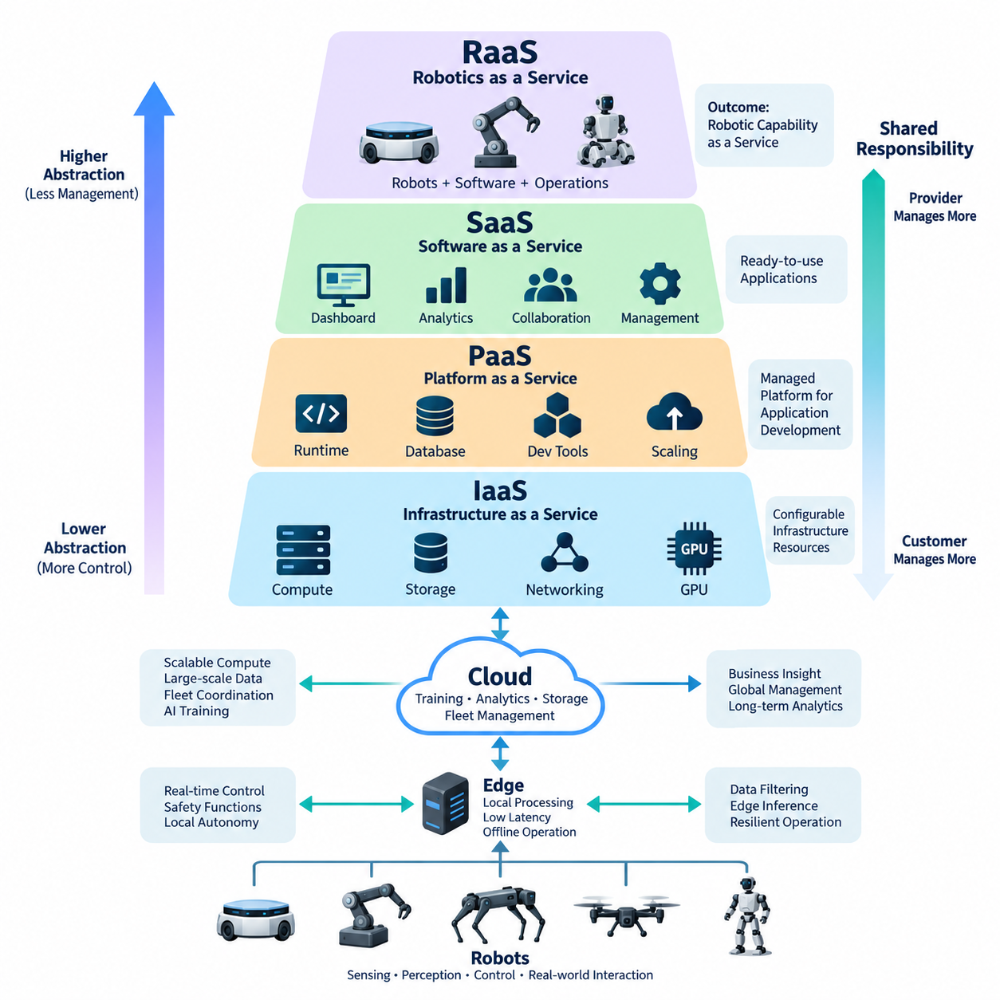 RaaS
Robotics as a Service
Robots + Software + Operations
Outcome:
Robotic Capability
as a Service
Shared
Responsibility
Provider
Manages More
Higher
Abstraction
(Less Management)
SaaS
Software as a Service
Dashboard
Analytics
Collaboration
Management
Ready-to-use
Applications
PaaS
Platform as a Service
Runtime
Database
Dev Tools
Scaling
Managed
Platform for
Application
Development
IaaS
Infrastructure as a Service
GPU
Compute
Storage
Networking
GPU
Configurable
Infrastructure
Resources
Lower
Abstraction
(More Control)
Customer
Manages More
Scalable Compute
Large-scale Data
Fleet Coordination
AI Training
Cloud
Training • Analytics • Storage
Fleet Management
Business Insight
Global Management
Long-term Analytics
Real-time Control
Safety Functions
Local Autonomy
Edge
Local Processing
Low Latency
Offline Operation
Data Filtering
Edge Inference
Resilient Operation
Robots
Sensing • Perception • Control • Real-world Interaction